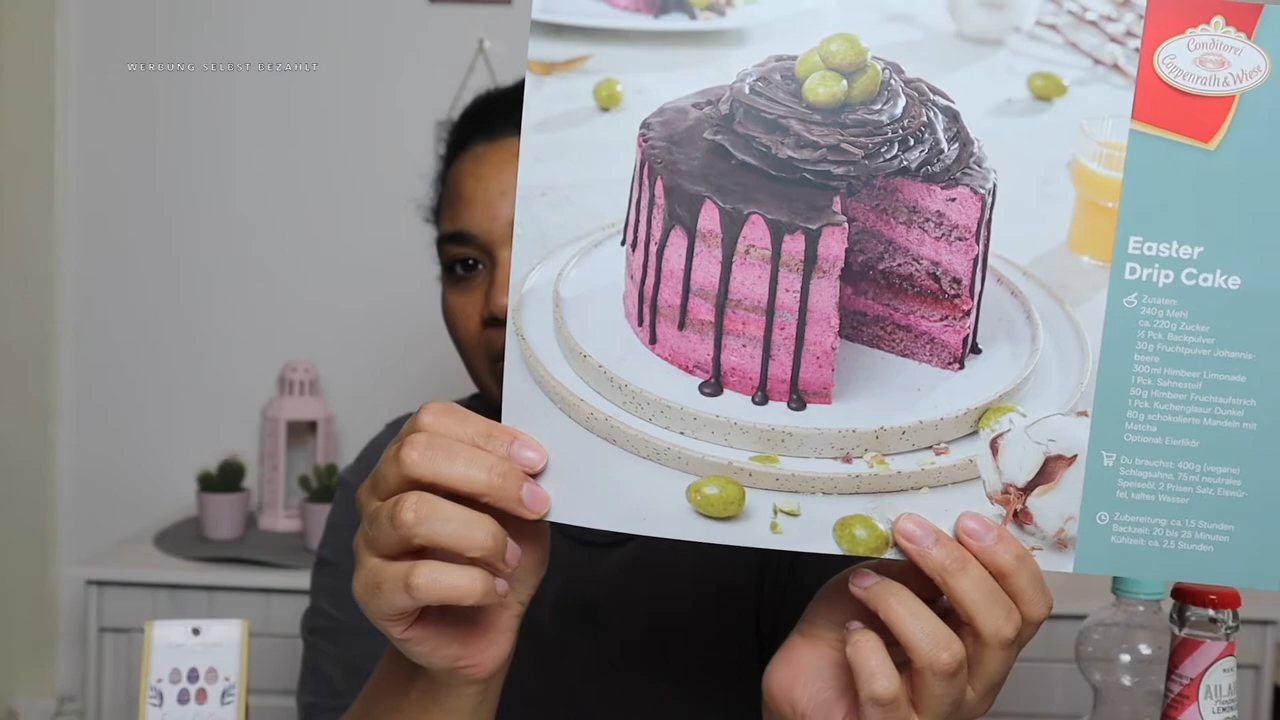 WERBUNG SELBST BEZAHLT
Conditorei
Coppenrath & Wiese
Easter
Drip Cake
Zutaten:
240 g Mehl
ca. 220 g Zucker
½ Pck. Backpulver
30 g Fruchtpulver Johannis-
beere
300 ml Himbeer Limonade
1 Pck. Sahnesteif
50 g Himbeer Fruchtaufstrich
1 Pck. Kuchenglasur Dunkel
80 g schokolierte Mandeln mit
Matcha
Optional: Eierlikör
Du brauchst: 400 g (vegane)
Schlagsahne, 75 ml neutrales
Speiseöl, 2 Prisen Salz, Eiswür-
fel, kaltes Wasser
Zubereitung: ca. 1,5 Stunden
Backzeit: 20 bis 25 Minuten
Kühlzeit: ca. 2,5 Stunden